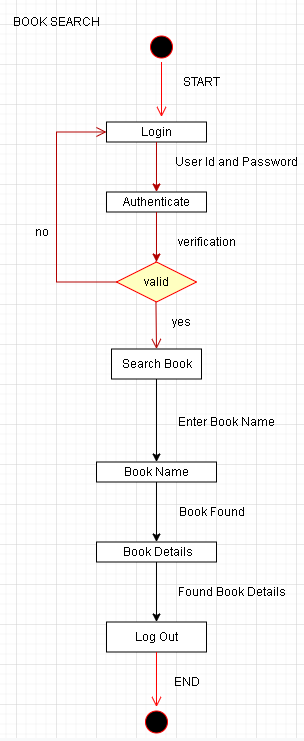 BOOK SEARCH
START
Login
User Id and Password
Authenticate
no
verification
valid
yes
Search Book
Enter Book Name
Book Name
Book Found
Book Details
Found Book Details
Log Out
END